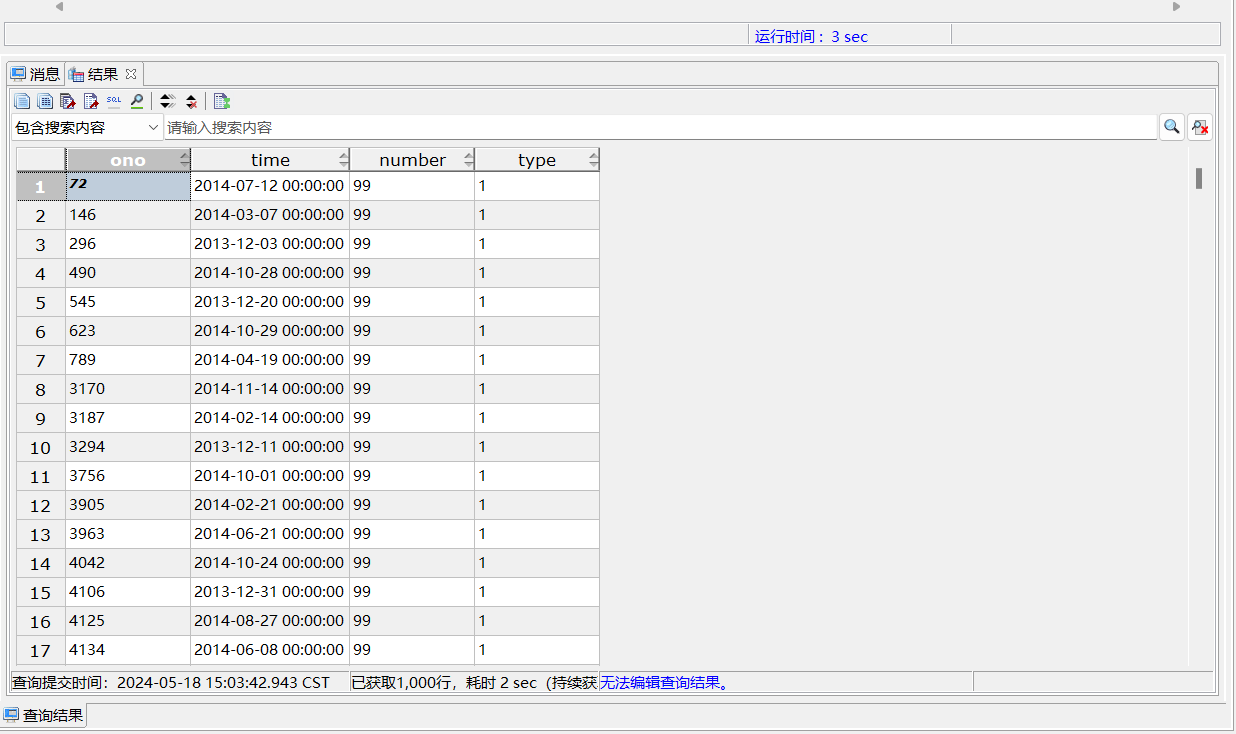 运行时间：3 sec
消息 结果
SQL
包含搜索内容 请输入搜索内容
ono time number type
1 72 2014-07-12 00:00:00 99 1
2 146 2014-03-07 00:00:00 99 1
3 296 2013-12-03 00:00:00 99 1
4 490 2014-10-28 00:00:00 99 1
5 545 2013-12-20 00:00:00 99 1
6 623 2014-10-29 00:00:00 99 1
7 789 2014-04-19 00:00:00 99 1
8 3170 2014-11-14 00:00:00 99 1
9 3187 2014-02-14 00:00:00 99 1
10 3294 2013-12-11 00:00:00 99 1
11 3756 2014-10-01 00:00:00 99 1
12 3905 2014-02-21 00:00:00 99 1
13 3963 2014-06-21 00:00:00 99 1
14 4042 2014-10-24 00:00:00 99 1
15 4106 2013-12-31 00:00:00 99 1
16 4125 2014-08-27 00:00:00 99 1
17 4134 2014-06-08 00:00:00 99 1
查询提交时间：2024-05-18 15:03:42.943 CST 已获取1,000行，耗时 2 sec（持续获 无法编辑查询结果。
查询结果